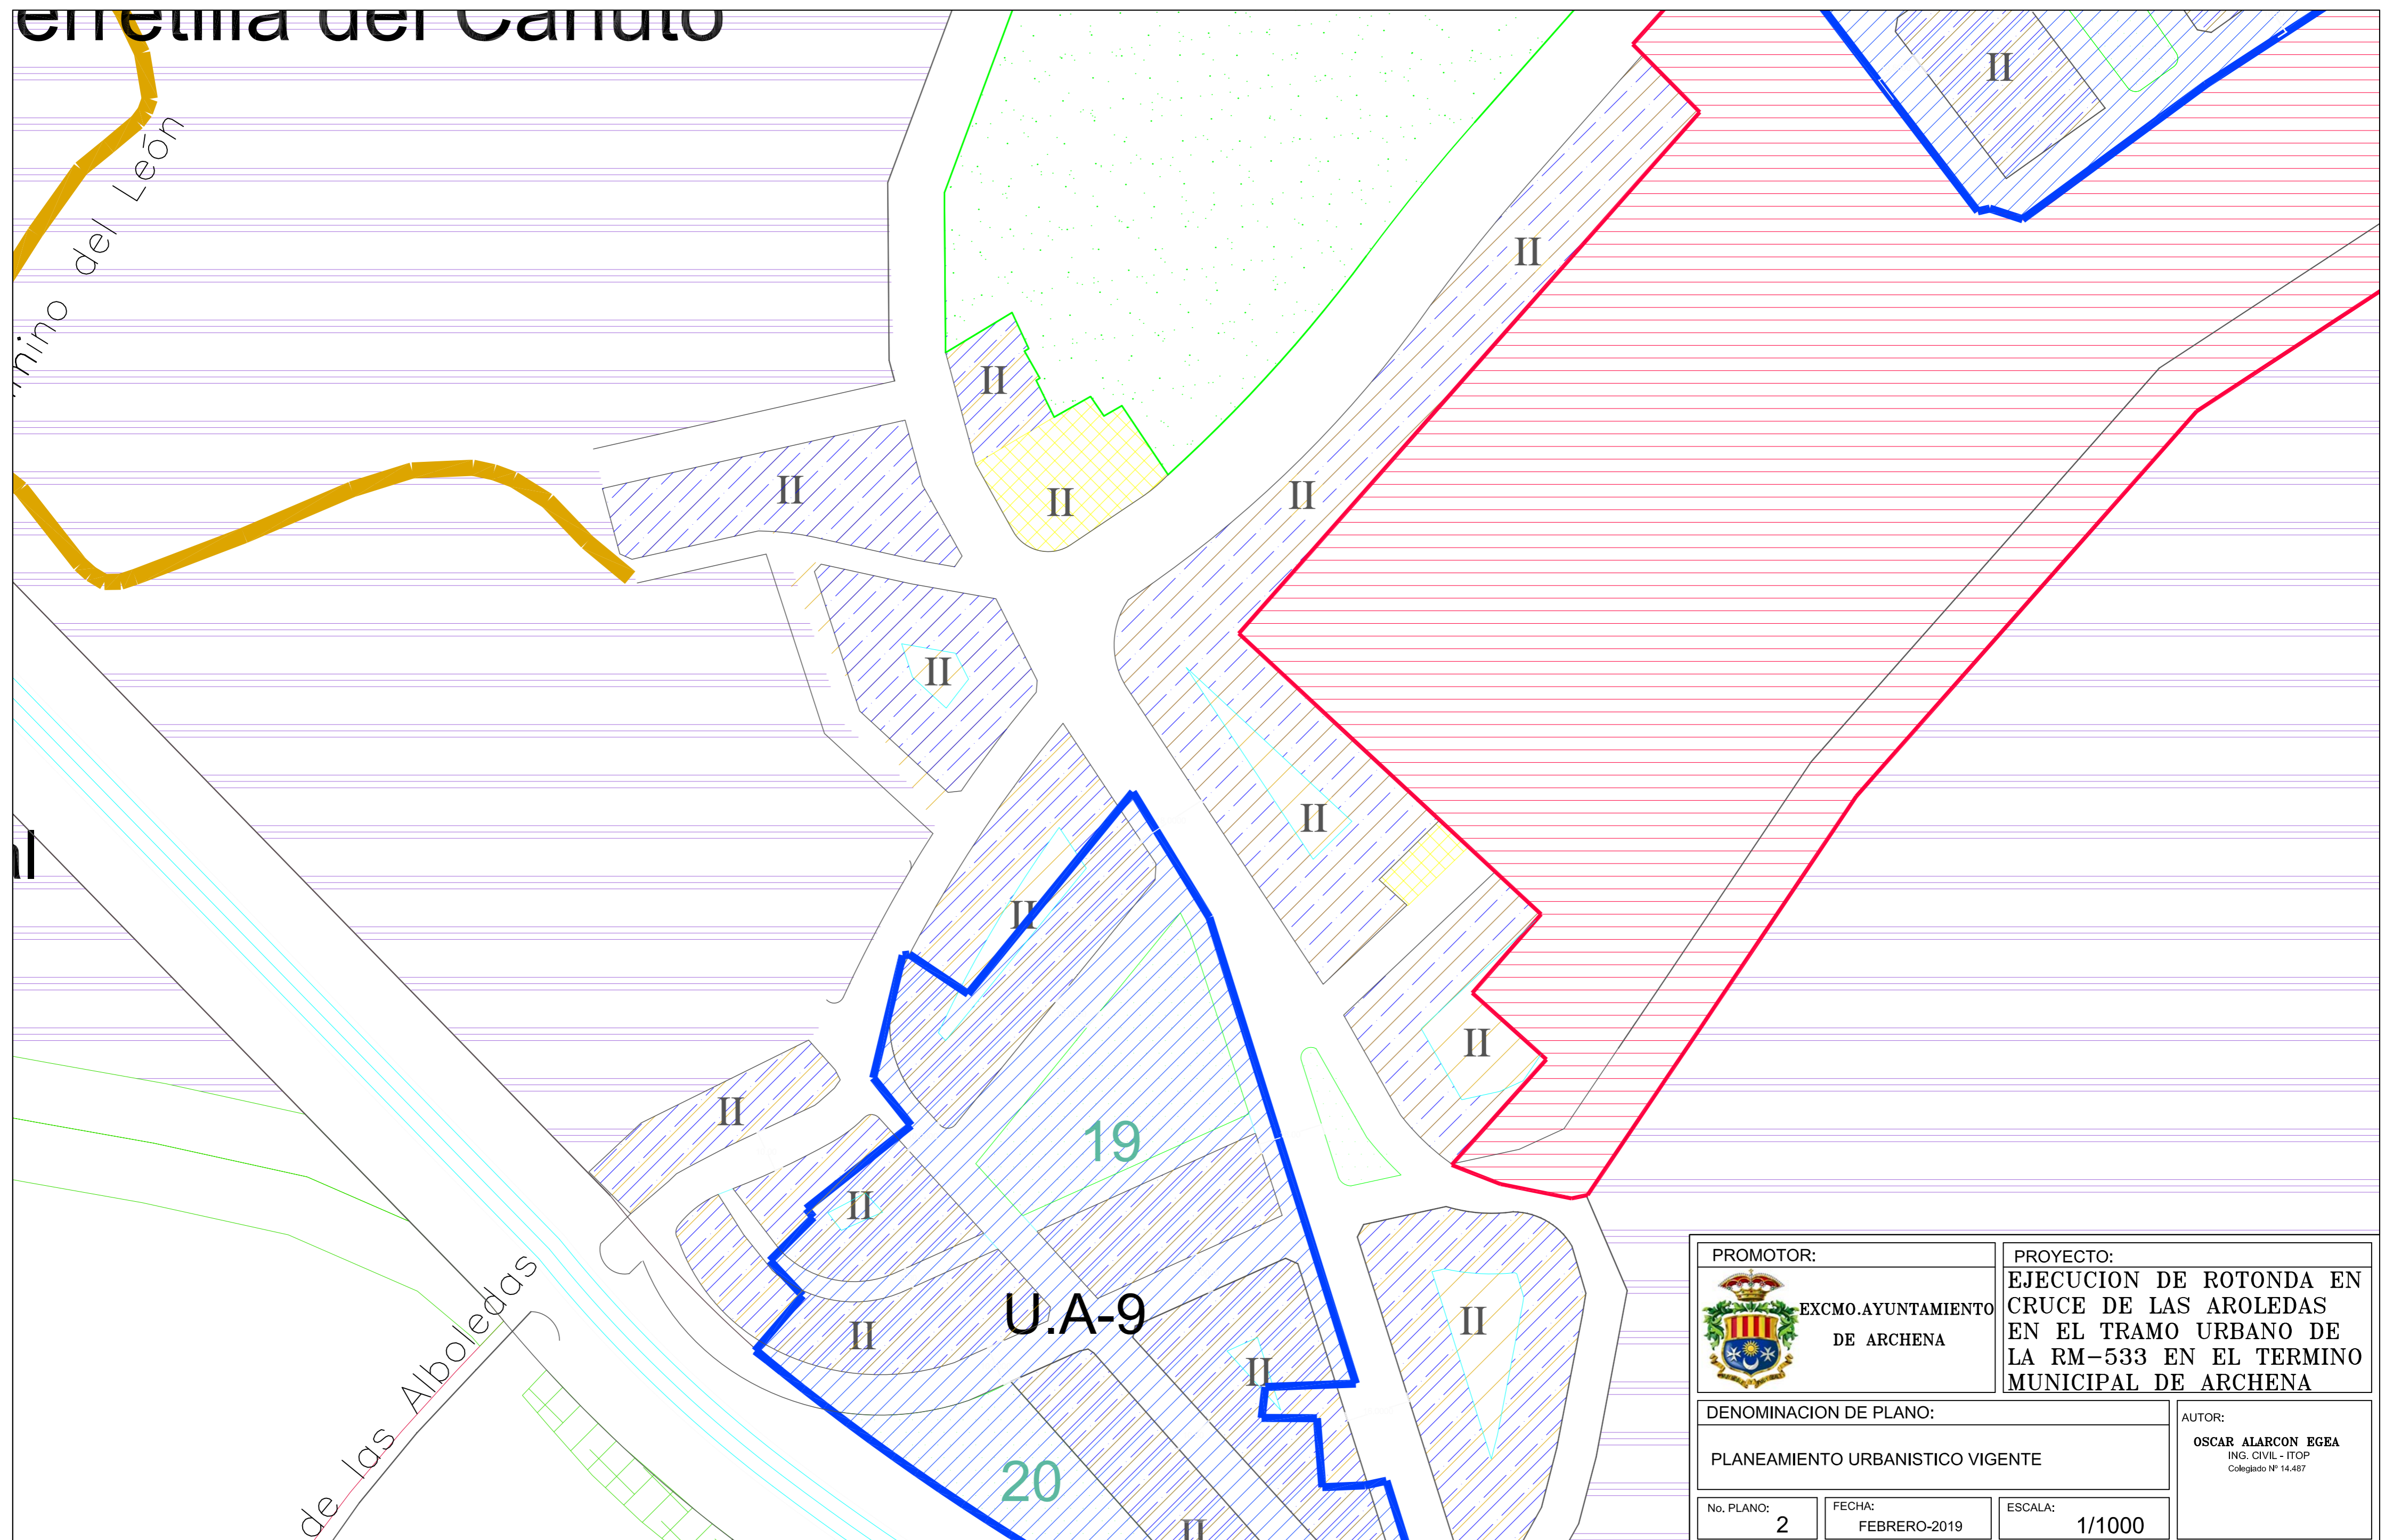 del
II
León
II
II
II
II
II
II
II
II
II
19
II
II
PROMOTOR:
EXCMO.AYUNTAMIENTO
DE ARCHENA
PROYECTO:
EJECUCION DE ROTONDA EN
CRUCE DE LAS AROLEDAS
EN EL TRAMO URBANO DE
LA RM-533 EN EL TERMINO
MUNICIPAL DE ARCHENA
de las Alboledas
U.A-9
II
II
II
DENOMINACION DE PLANO:
PLANEAMIENTO URBANISTICO VIGENTE
AUTOR:
OSCAR ALARCON EGEA
ING. CIVIL - ITOP
Colegiado Nº 14.487
20
II
No. PLANO:
2
FECHA:
FEBRERO-2019
ESCALA:
1/1000